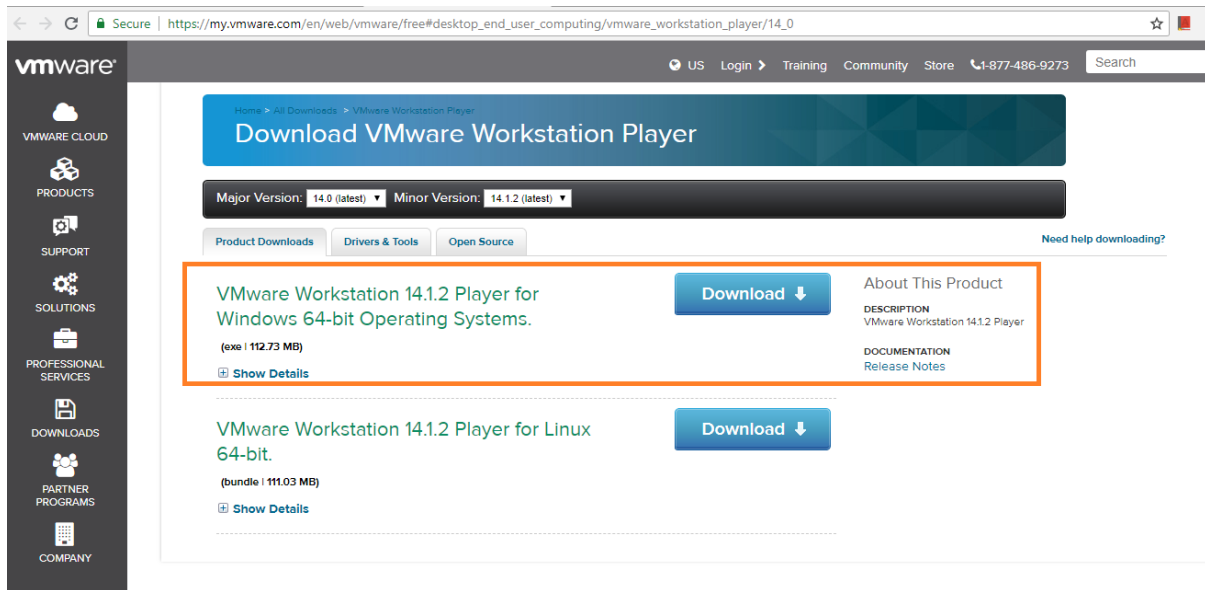 Secure | https://my.vmware.com/en/web/vmware/free#desktop_end_user_computing/vmware_workstation_player/14_0
vmware®
US Login Training Community Store 1-877-486-9273 Search
VMWARE CLOUD
PRODUCTS
SUPPORT
SOLUTIONS
PROFESSIONAL
SERVICES
DOWNLOADS
PARTNER
PROGRAMS
COMPANY
Home > All Downloads > VMware Workstation Player
Download VMware Workstation Player
Major Version: 14.0 (latest) Minor Version: 14.1.2 (latest)
Product Downloads Drivers & Tools Open Source Need help downloading?
VMware Workstation 14.1.2 Player for
Windows 64-bit Operating Systems.
(exe | 112.73 MB)
Show Details
Download
About This Product
DESCRIPTION
VMware Workstation 14.1.2 Player
DOCUMENTATION
Release Notes
VMware Workstation 14.1.2 Player for Linux
64-bit.
(bundle | 111.03 MB)
Show Details
Download